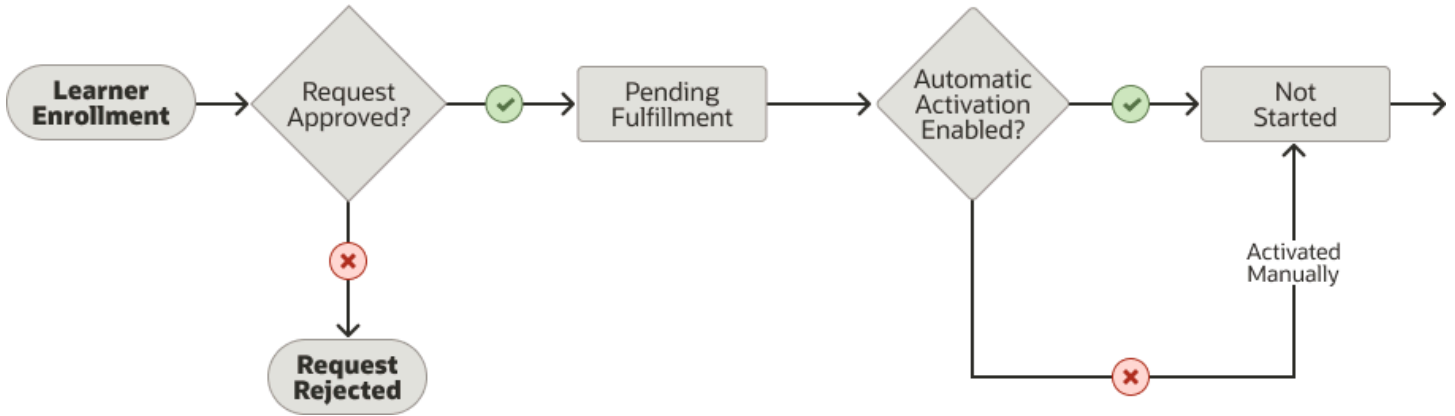 Learner
Enrollment
Request
Approved?
Pending
Fulfillment
Automatic
Activation
Enabled?
Not
Started
Activated
Manually
Request
Rejected